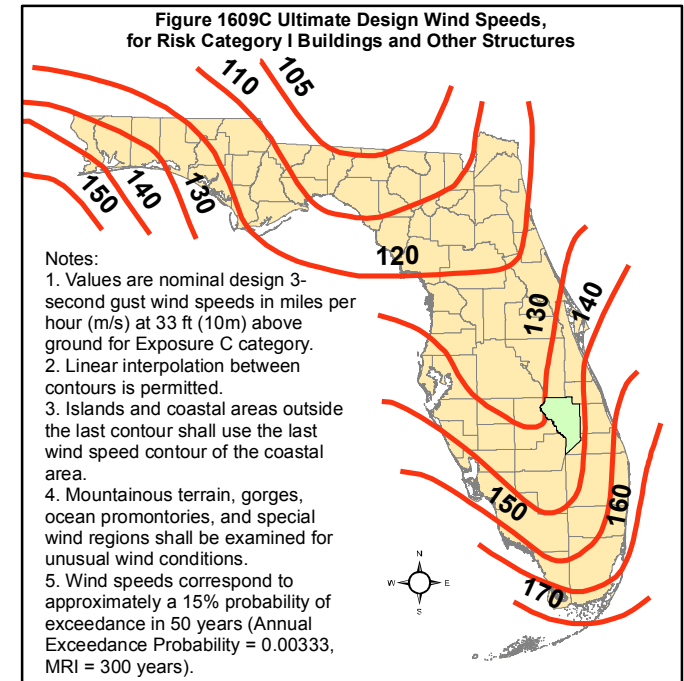 Figure 1609C Ultimate Design Wind Speeds,
for Risk Category I Buildings and Other Structures
105
110
150
140
130
120
130
140
Notes:
1. Values are nominal design 3-
second gust wind speeds in miles per
hour (m/s) at 33 ft (10m) above
ground for Exposure C category.
2. Linear interpolation between
contours is permitted.
3. Islands and coastal areas outside
the last contour shall use the last
wind speed contour of the coastal
area.
4. Mountainous terrain, gorges,
ocean promontories, and special
wind regions shall be examined for
unusual wind conditions.
5. Wind speeds correspond to
approximately a 15% probability of
exceedance in 50 years (Annual
Exceedance Probability = 0.00333,
MRI = 300 years).
150
160
170
N
W
E
S